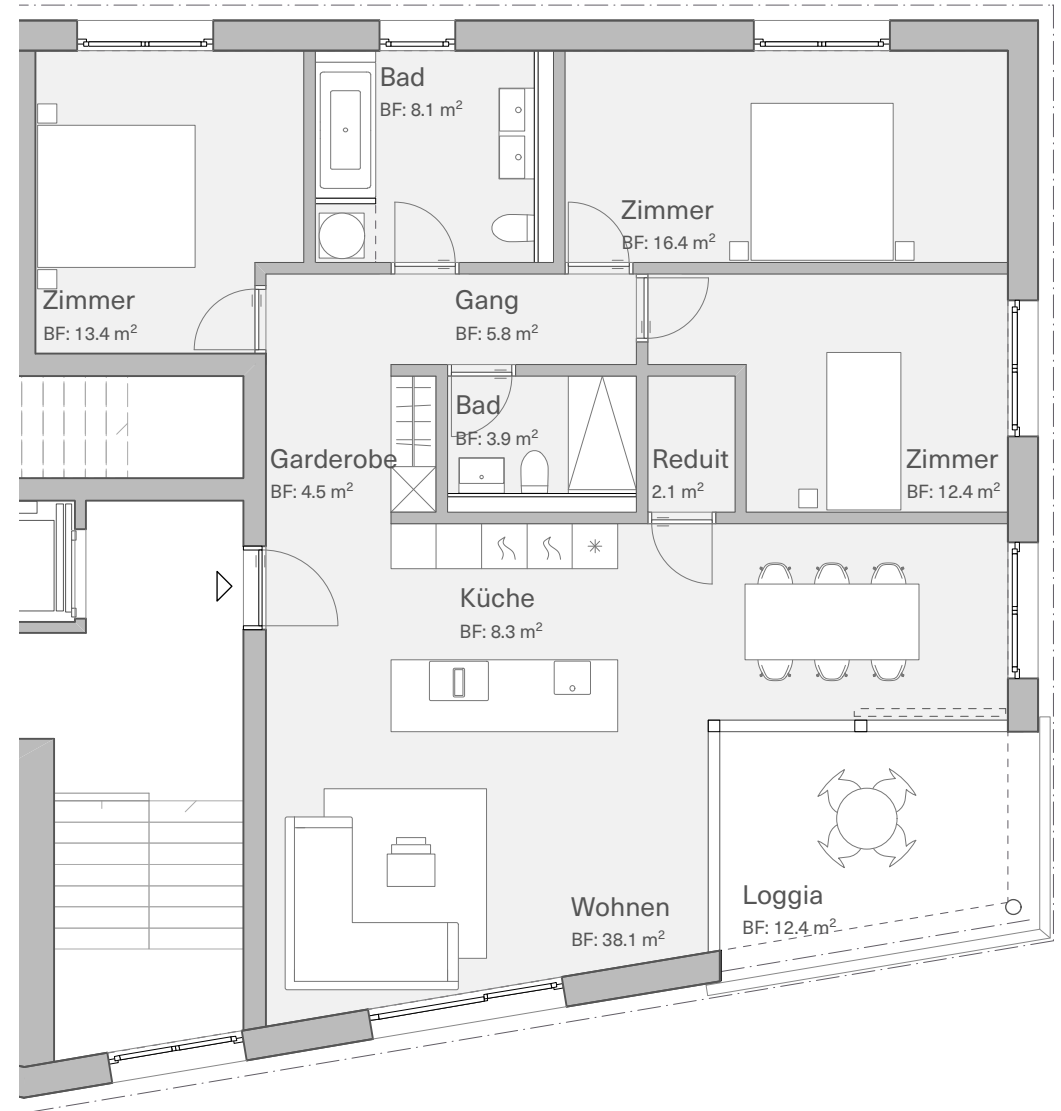 Bad
BF: 8.1 m²
Zimmer
BF: 16.4 m²
Zimmer
BF: 13.4 m²
Gang
BF: 5.8 m²
Bad
BF: 3.9 m²
Garderobe
BF: 4.5 m²
Reduit
2.1 m²
Zimmer
BF: 12.4 m²
Küche
BF: 8.3 m²
Wohnen
BF: 38.1 m²
Loggia
BF: 12.4 m²